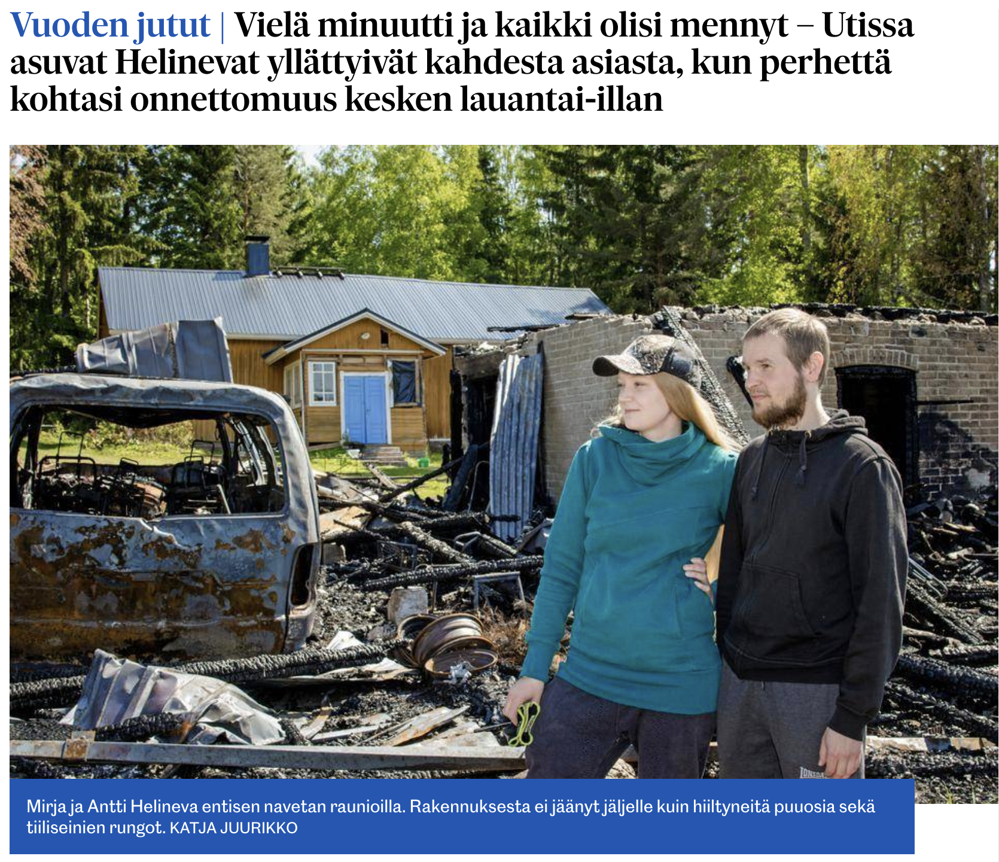 Vuoden jutut | Vielä minuutti ja kaikki olisi mennyt – Utissa
asuvat Helinevat yllättyivät kahdesta asiasta, kun perhettä
kohtasi onnettomuus kesken lauantai-illan
Mirja ja Antti Helineva entisen navetan raunioilla. Rakennuksesta ei jäänyt jäljelle kuin hiiltyneitä puuosia sekä
tiiliseinien rungot. KATJA JUURIKKO